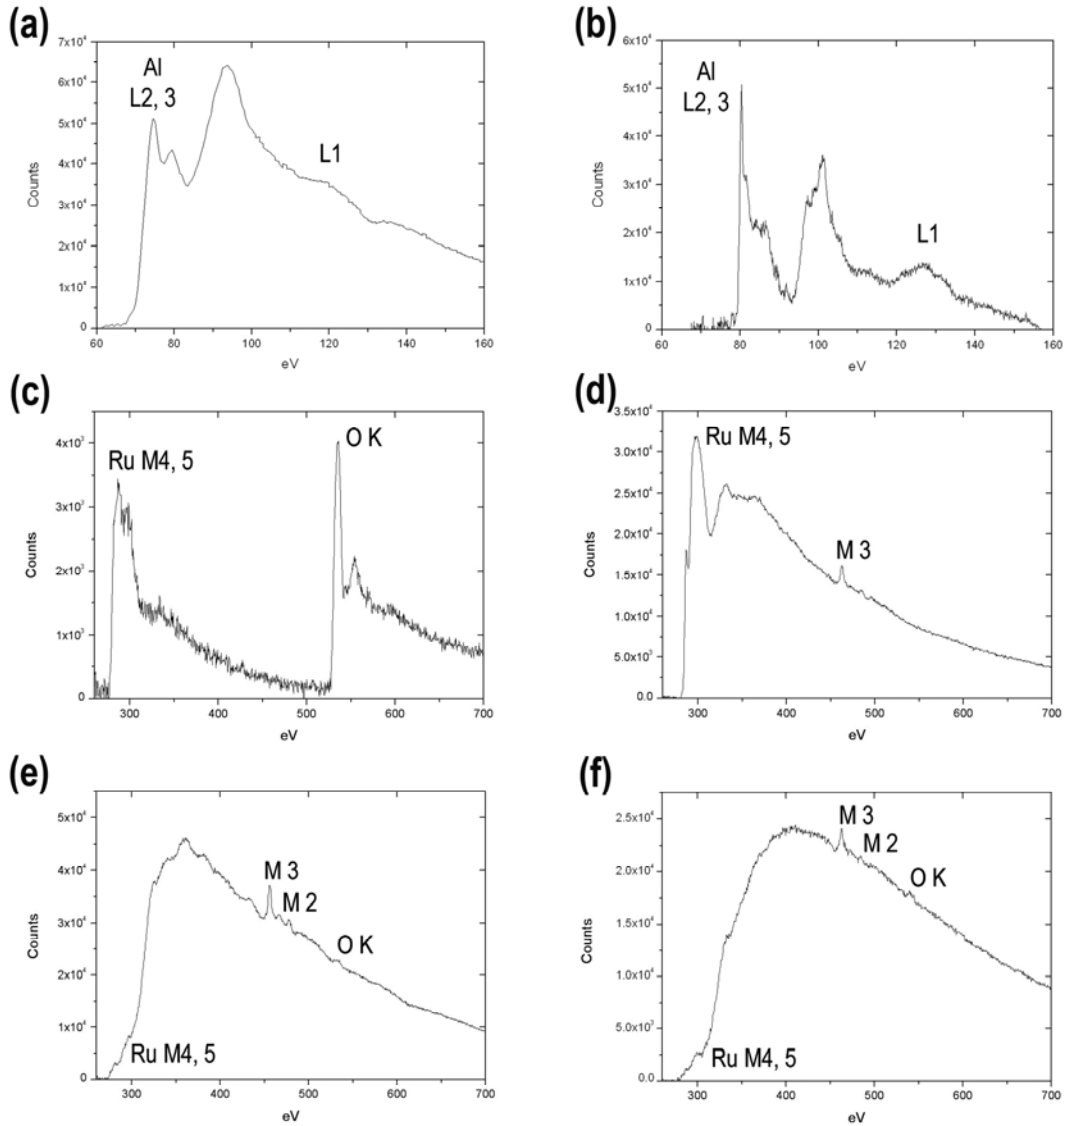 (a)
7x10⁴
6x10⁴
5x10⁴
4x10⁴
3x10⁴
2x10⁴
1x10⁴
0
Counts
Al
L2, 3
L1
60 80 100 120 140 160
eV
(b)
6x10⁴
5x10⁴
4x10⁴
3x10⁴
2x10⁴
1x10⁴
0
Counts
Al
L2, 3
L1
60 80 100 120 140 160
eV
(c)
4x10³
3x10³
2x10³
1x10³
0
Counts
Ru M4, 5
O K
300 400 500 600 700
eV
(d)
3.5x10⁴
3.0x10⁴
2.5x10⁴
2.0x10⁴
1.5x10⁴
1.0x10⁴
5.0x10³
0.0
Counts
Ru M4, 5
M 3
300 400 500 600 700
eV
(e)
5x10⁴
4x10⁴
3x10⁴
2x10⁴
1x10⁴
0
Counts
M 3
M 2
O K
Ru M4, 5
300 400 500 600 700
eV
(f)
2.5x10⁴
2.0x10⁴
1.5x10⁴
1.0x10⁴
5.0x10³
0.0
Counts
M 3
M 2
O K
Ru M4, 5
300 400 500 600 700
eV